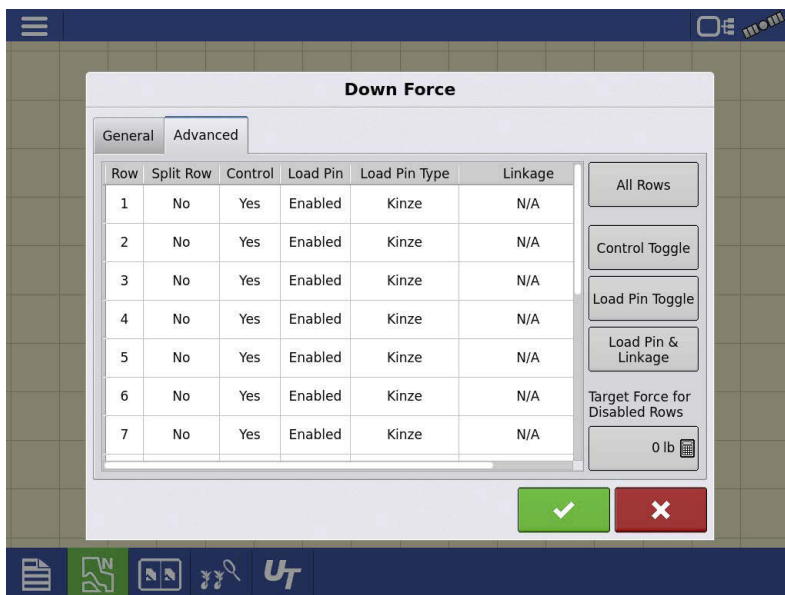 Down Force
General Advanced
Row Split Row Control Load Pin Load Pin Type Linkage
1 No Yes Enabled Kinze N/A
2 No Yes Enabled Kinze N/A
3 No Yes Enabled Kinze N/A
4 No Yes Enabled Kinze N/A
5 No Yes Enabled Kinze N/A
6 No Yes Enabled Kinze N/A
7 No Yes Enabled Kinze N/A
All Rows
Control Toggle
Load Pin Toggle
Load Pin &
Linkage
Target Force for
Disabled Rows
0 lb
N
UT